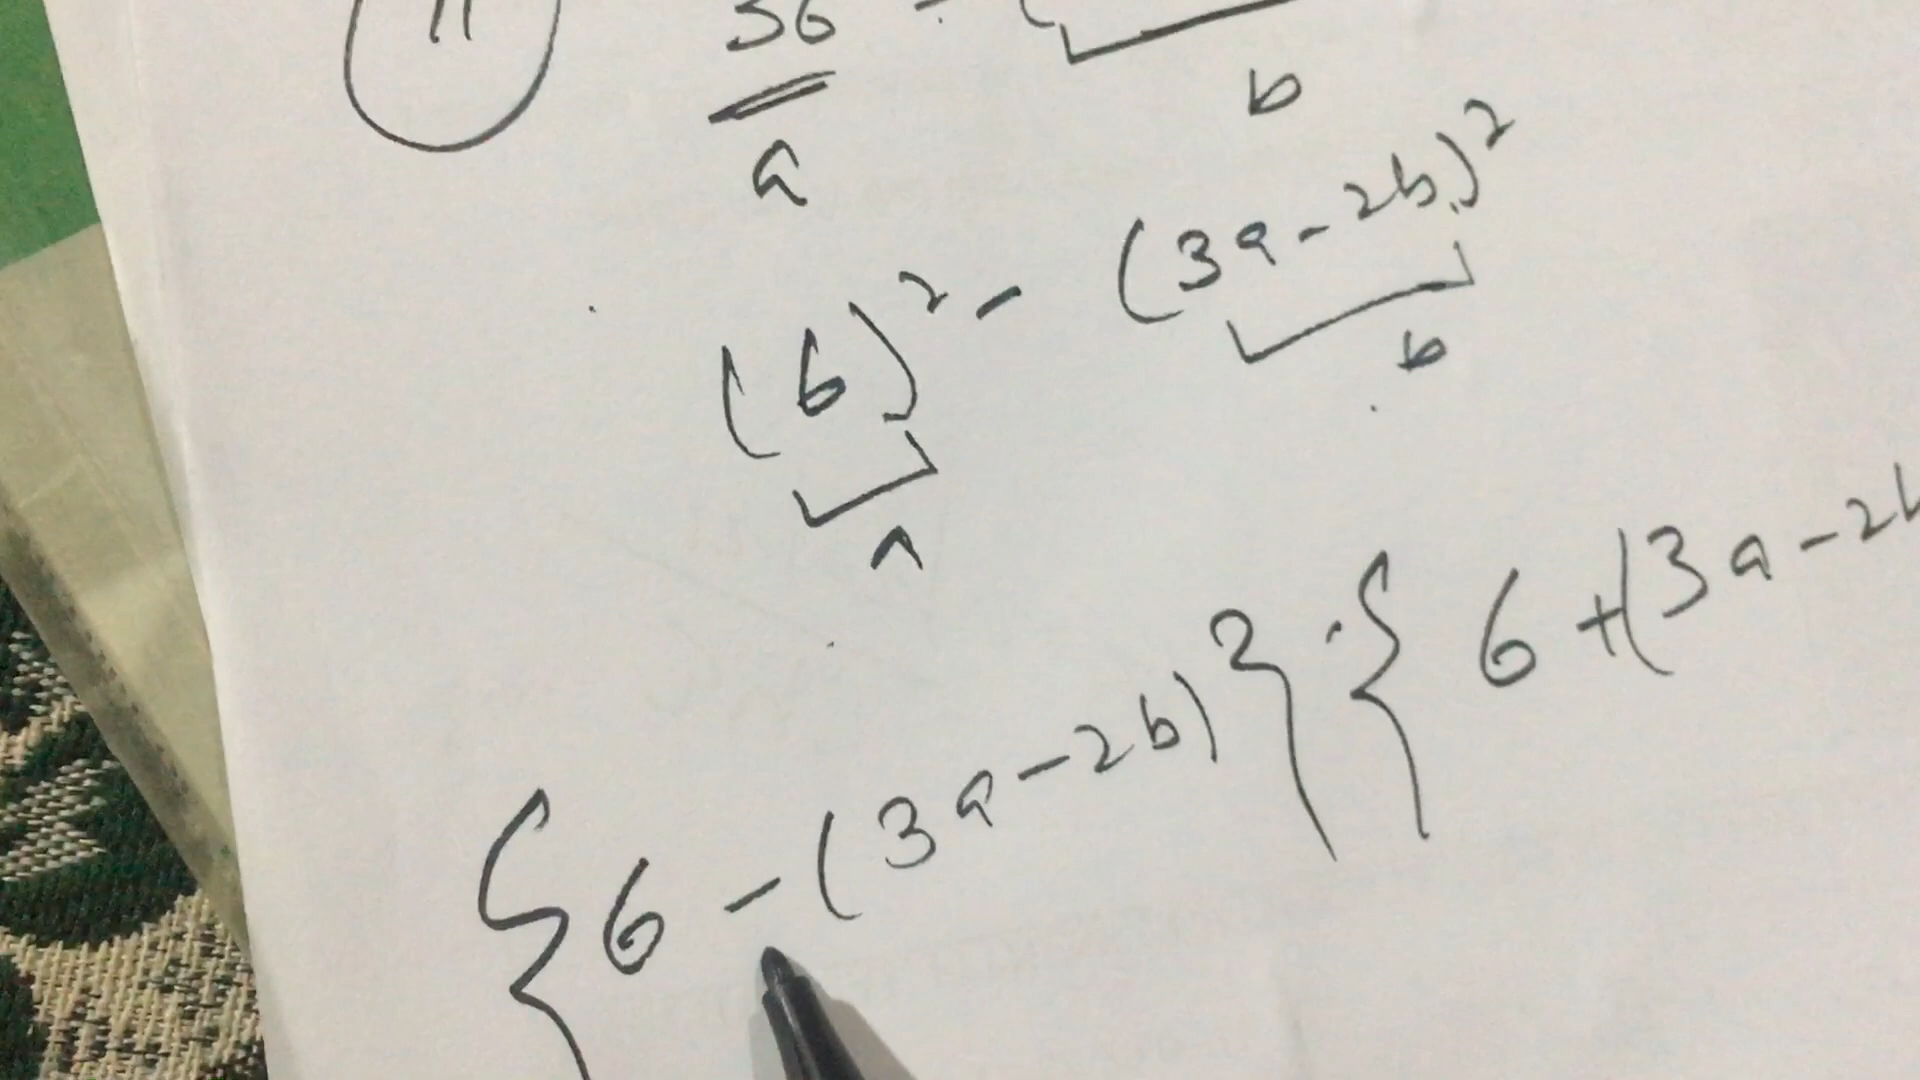 11 36 -
b
a
(6)² - (3a-2b)²
b
a
{6-(3a-2b)}·{6+(3a-2b